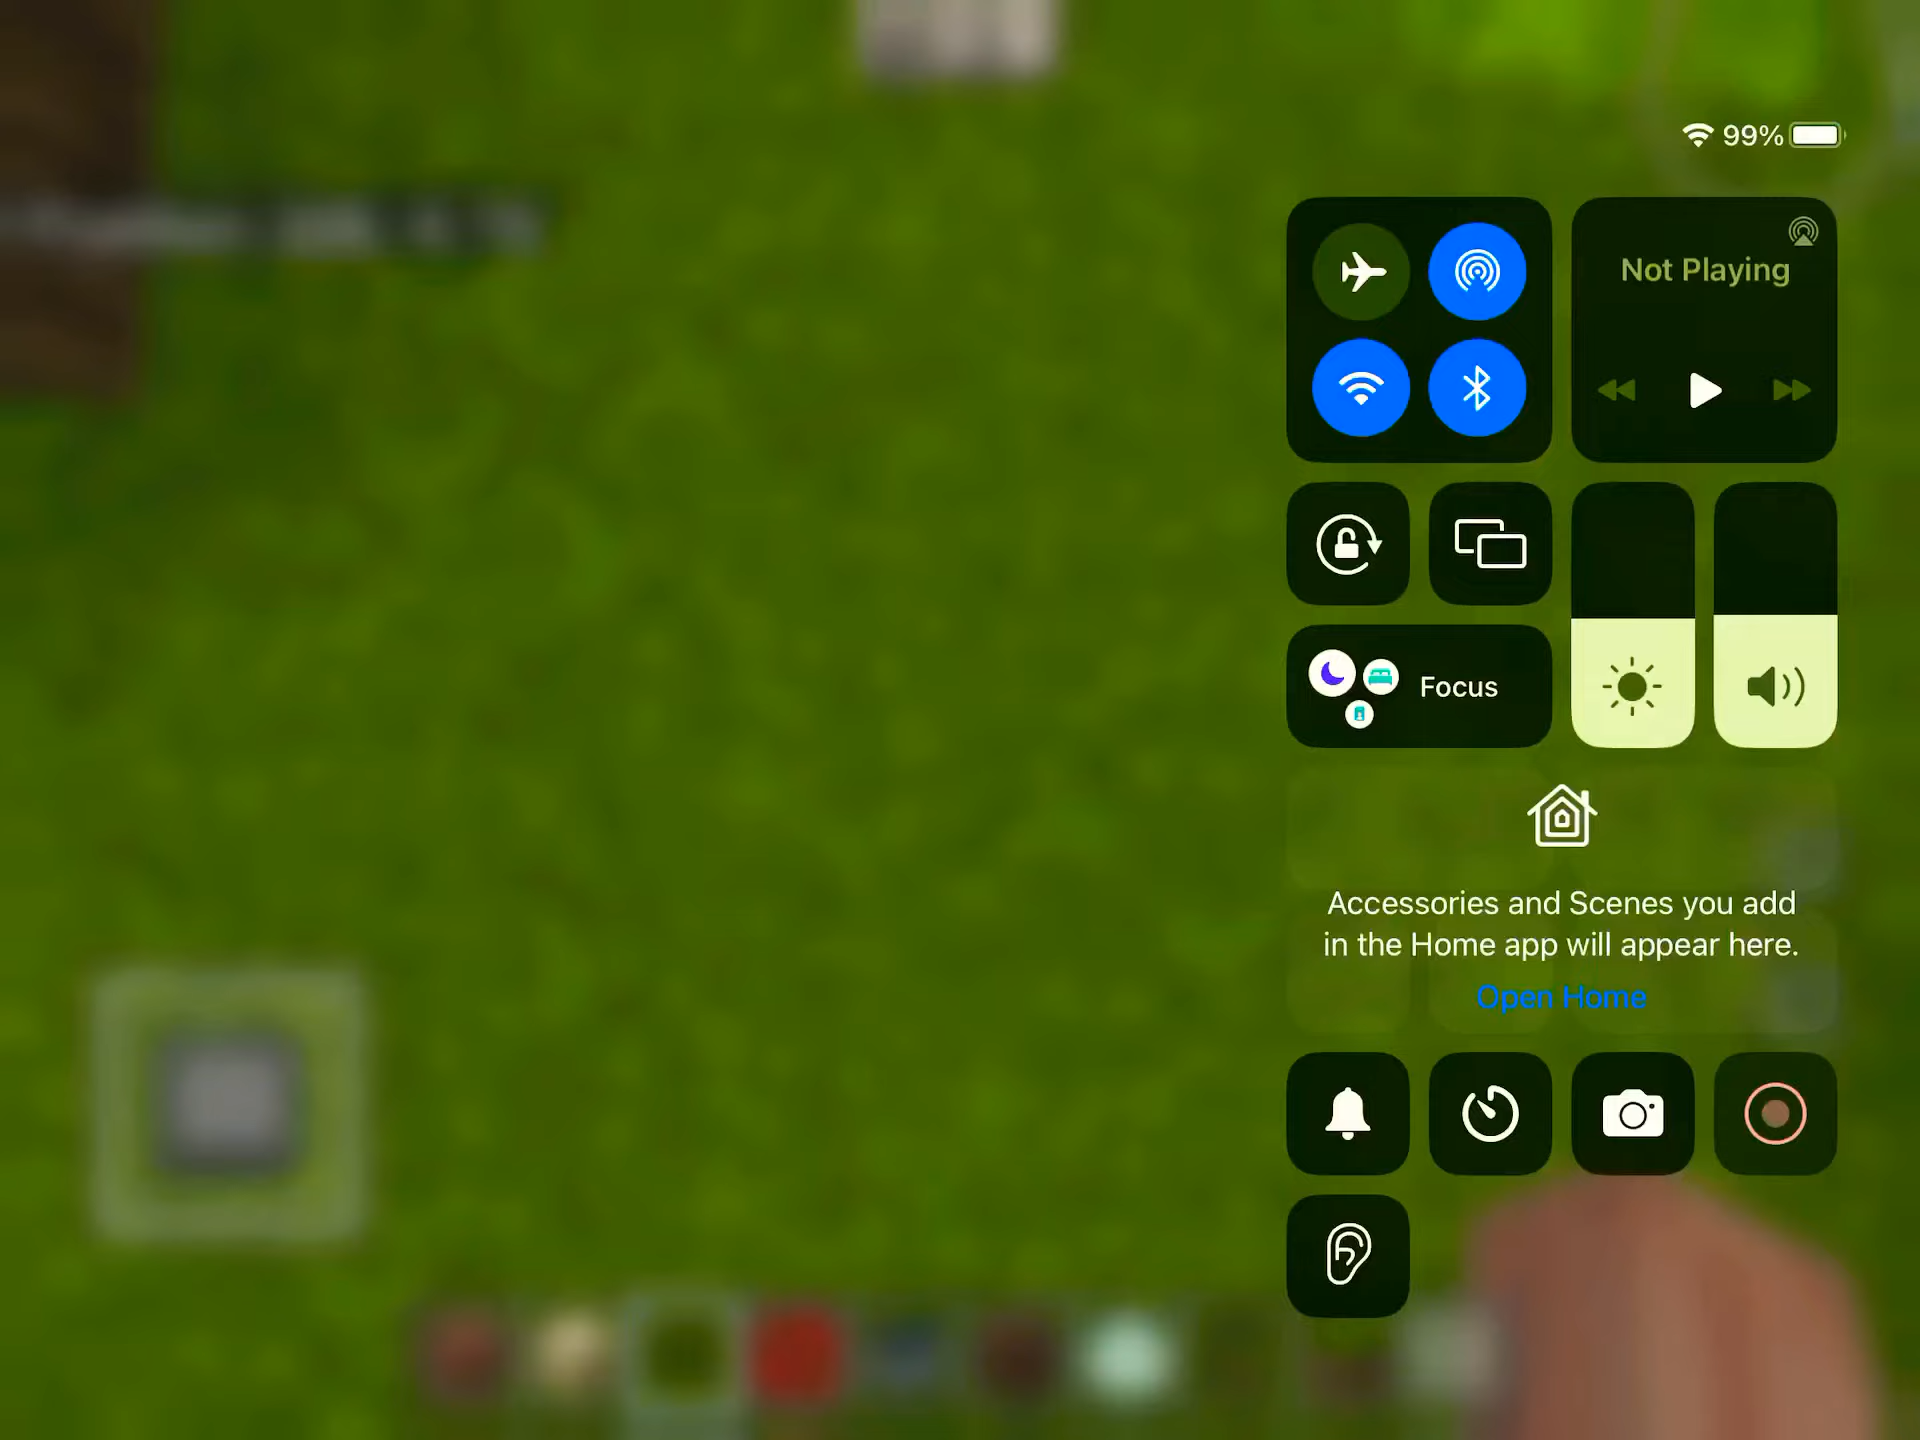 99%
Not Playing
Focus
Accessories and Scenes you add
in the Home app will appear here.
Open Home